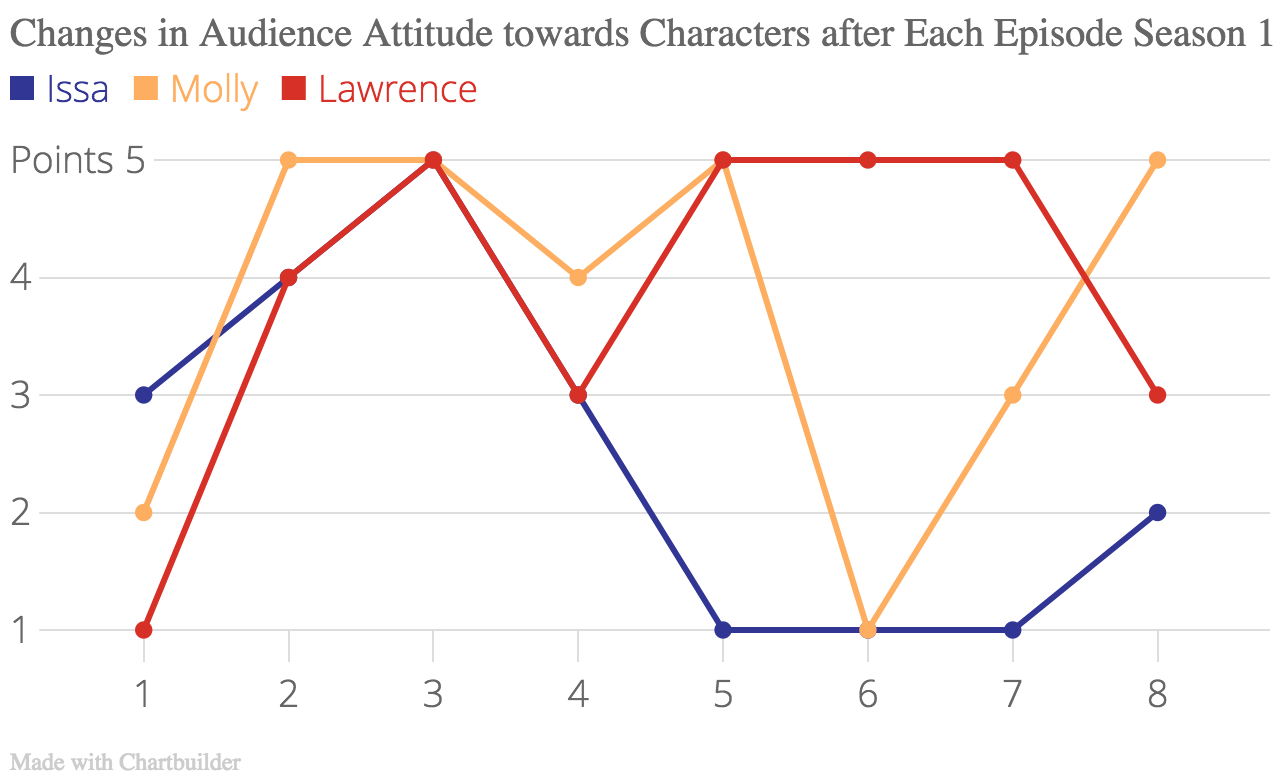 Changes in Audience Attitude towards Characters after Each Episode Season 1
Issa Molly Lawrence
Points 5
4
3
2
1
1 2 3 4 5 6 7 8
Made with Chartbuilder